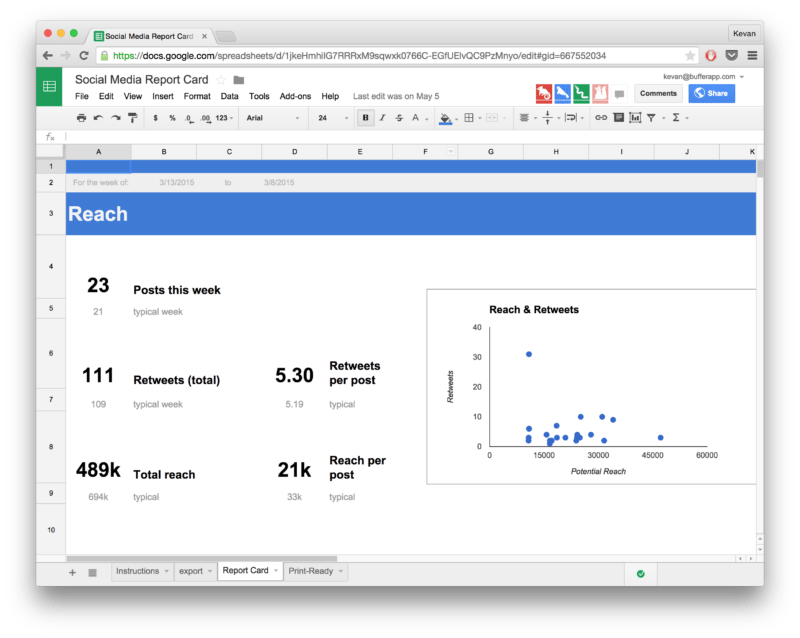 Social Media Report Card
Kevan
https://docs.google.com/spreadsheets/d/1jkeHmhiIG7RRRxM9sqwxk0766C-EGfUEIvQC9PzMnyo/edit#gid=667552034
Social Media Report Card
kevan@bufferapp.com
File Edit View Insert Format Data Tools Add-ons Help Last edit was on May 5
Comments Share
$ % .0 .00 123 Arial 24 B I S A Σ
fx
A B C D E F G H I J K
1
2 For the week of: 3/13/2015 to 3/8/2015
3 Reach
4 23 Posts this week
5 21 typical week
6 111 Retweets (total) 5.30 Retweets per post
7 109 typical week 5.19 typical
8 489k Total reach 21k Reach per post
9 694k typical 33k typical
10
Reach & Retweets
40
30
20
10
0
Retweets
0 15000 30000 45000 60000
Potential Reach
Instructions export Report Card Print-Ready